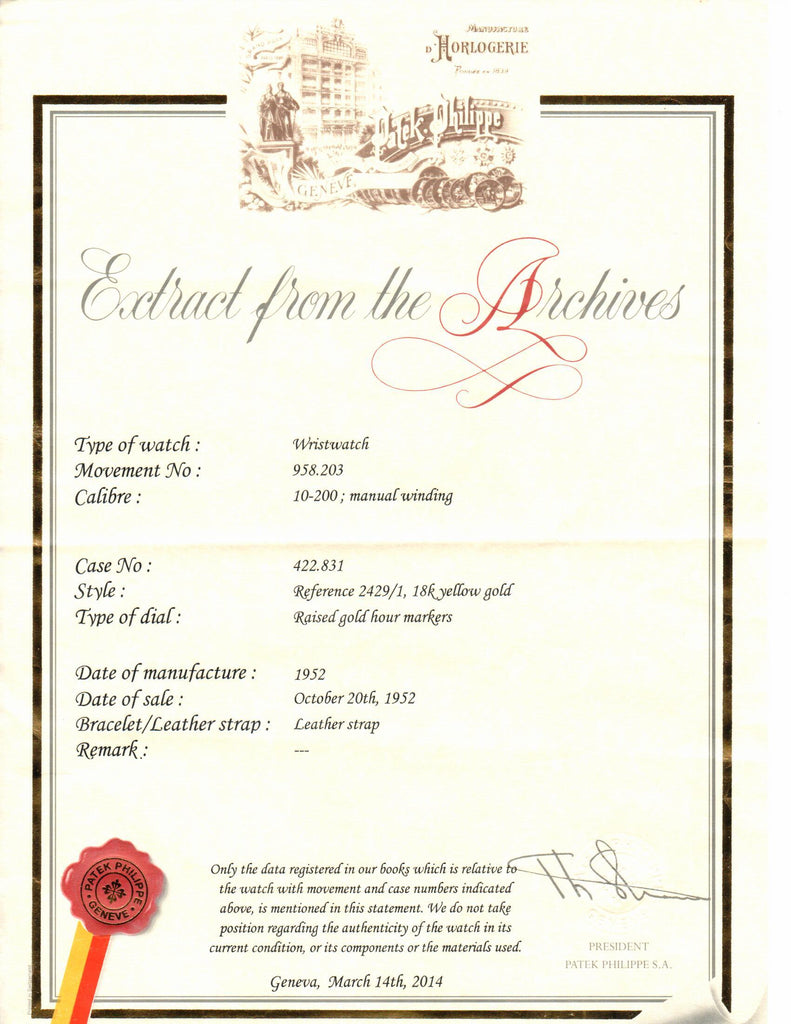 MANUFACTURE
D'HORLOGERIE
FONDÉE EN 1839
Patek Philippe
GENÈVE
Extract from the Archives
Type of watch : Wristwatch
Movement No : 958.203
Calibre : 10-200 ; manual winding
Case No : 422.831
Style : Reference 2429/1, 18k yellow gold
Type of dial : Raised gold hour markers
Date of manufacture : 1952
Date of sale : October 20th, 1952
Bracelet/Leather strap : Leather strap
Remark : ---
PATEK PHILIPPE
GENEVE
Only the data registered in our books which is relative to
the watch with movement and case numbers indicated
above, is mentioned in this statement. We do not take
position regarding the authenticity of the watch in its
current condition, or its components or the materials used.
Geneva, March 14th, 2014
PRESIDENT
PATEK PHILIPPE S.A.